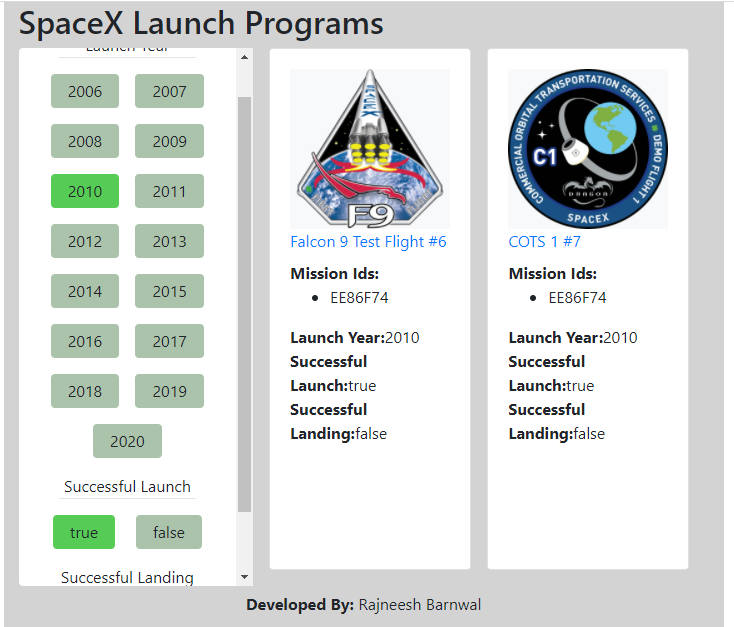 SpaceX Launch Programs
Launch Year
2006 2007
2008 2009
2010 2011
2012 2013
2014 2015
2016 2017
2018 2019
2020
Successful Launch
true false
Successful Landing
F9
Falcon 9 Test Flight #6
Mission Ids:
EE86F74
Launch Year:2010
Successful
Launch:true
Successful
Landing:false
COMMERCIAL ORBITAL TRANSPORTATION SERVICES
DEMO FLIGHT 1
C1
DRAGON
SPACEX
COTS 1 #7
Mission Ids:
EE86F74
Launch Year:2010
Successful
Launch:true
Successful
Landing:false
Developed By: Rajneesh Barnwal